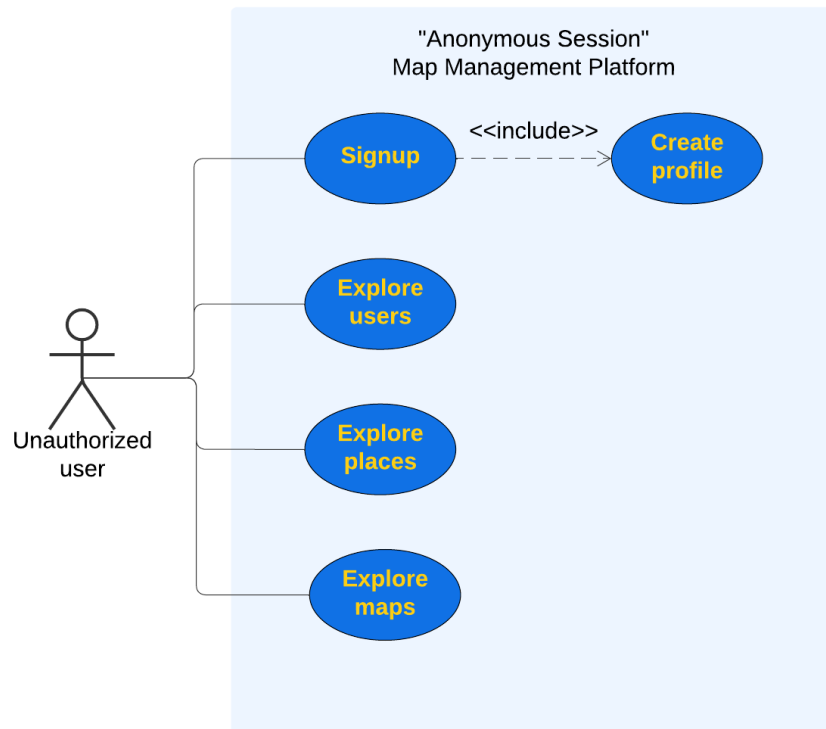 "Anonymous Session"
Map Management Platform
Signup
<<include>>
Create
profile
Explore
users
Explore
places
Explore
maps
Unauthorized
user